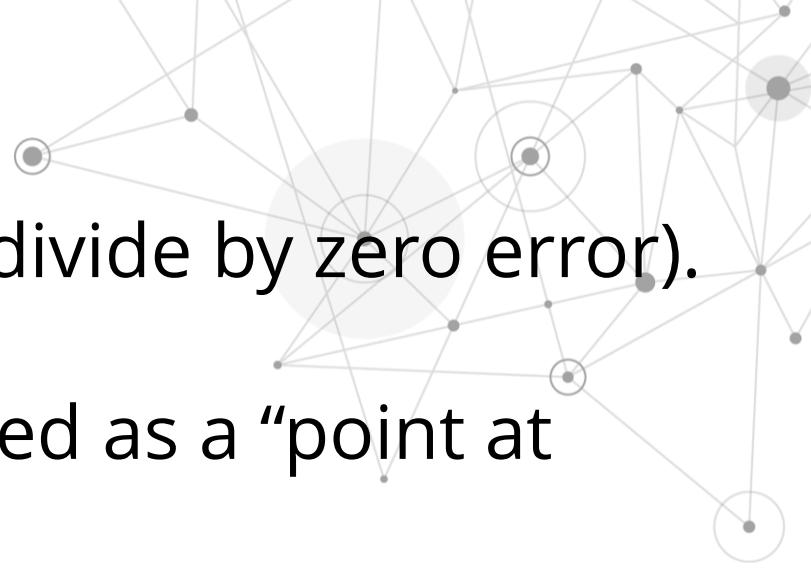 divide by zero error).
ed as a “point at